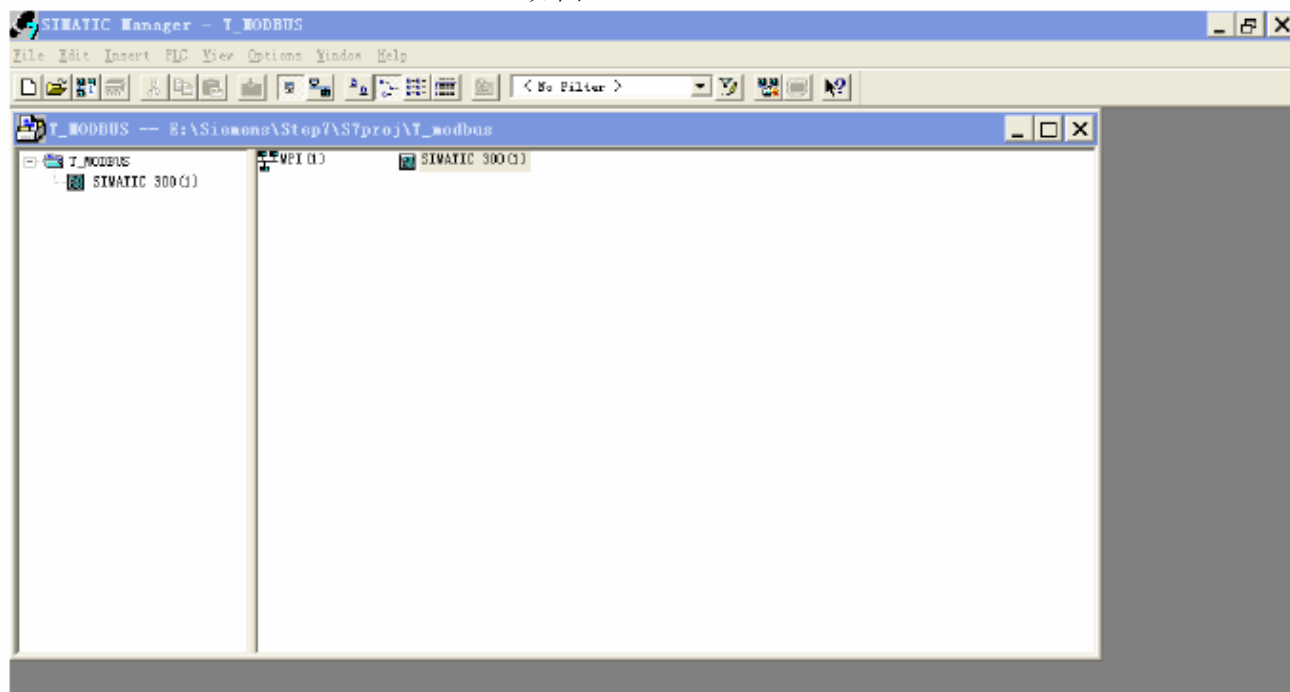 SIMATIC Manager - T_MODBUS
File Edit Insert PLC View Options Window Help
< No Filter >
T_MODBUS -- E:\Siemens\Step7\S7proj\T_modbus
T_MODBUS
SIMATIC 300(1)
MPI(1)
SIMATIC 300(1)